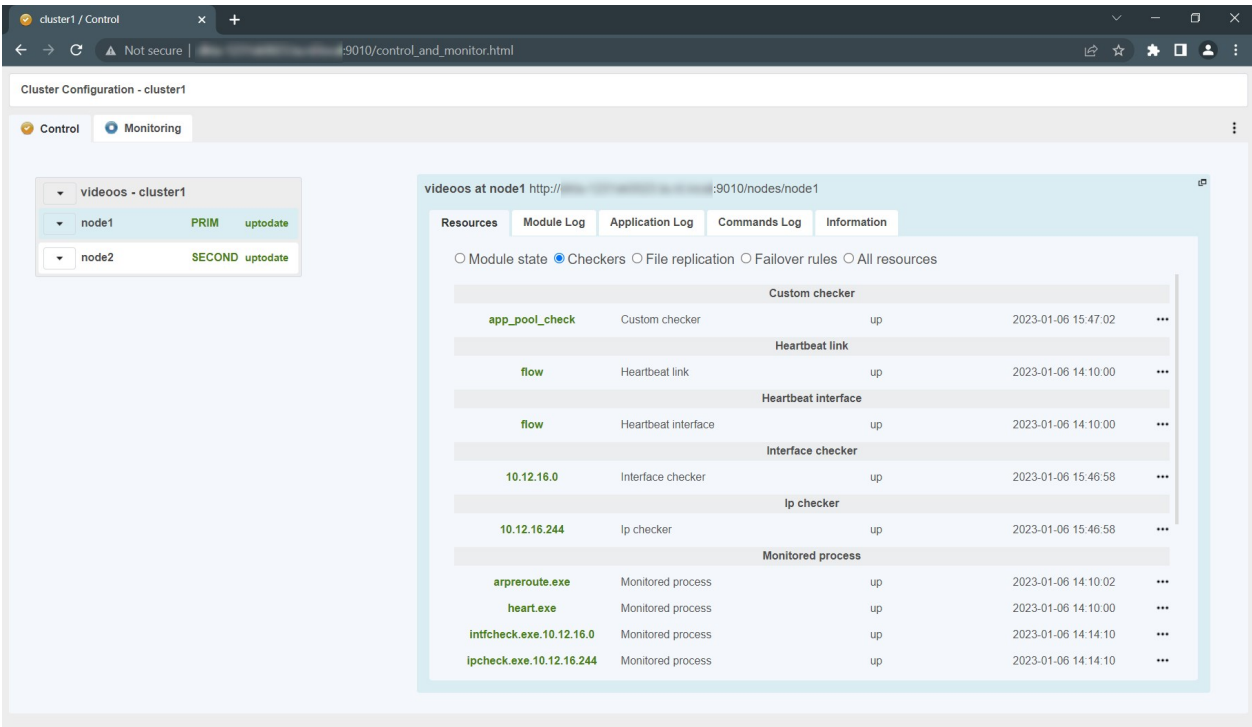 cluster1 / Control
Not secure | :9010/control_and_monitor.html
Cluster Configuration - cluster1
Control Monitoring
videoos - cluster1
node1 PRIM uptodate
node2 SECOND uptodate
videoos at node1 http:// :9010/nodes/node1
Resources Module Log Application Log Commands Log Information
Module state Checkers File replication Failover rules All resources
Custom checker
app_pool_check Custom checker up 2023-01-06 15:47:02
Heartbeat link
flow Heartbeat link up 2023-01-06 14:10:00
Heartbeat interface
flow Heartbeat interface up 2023-01-06 14:10:00
Interface checker
10.12.16.0 Interface checker up 2023-01-06 15:46:58
Ip checker
10.12.16.244 Ip checker up 2023-01-06 15:46:58
Monitored process
arpreroute.exe Monitored process up 2023-01-06 14:10:02
heart.exe Monitored process up 2023-01-06 14:10:00
intfcheck.exe.10.12.16.0 Monitored process up 2023-01-06 14:14:10
ipcheck.exe.10.12.16.244 Monitored process up 2023-01-06 14:14:10